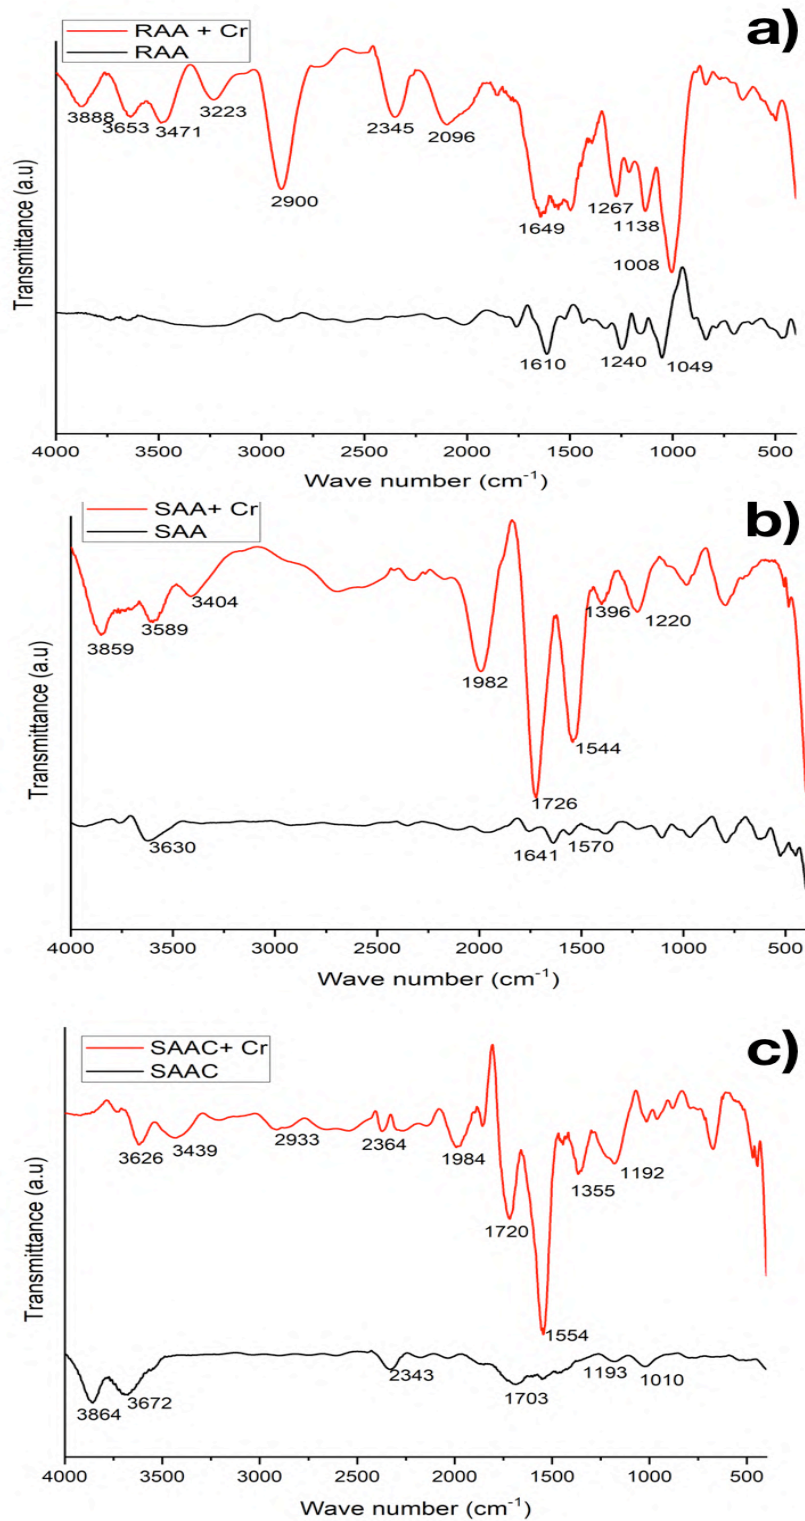 a)
RAA + Cr
RAA
3888
3653
3471
3223
2900
2345
2096
1649
1267
1138
1008
1610
1240
1049
Transmittance (a.u)
4000 3500 3000 2500 2000 1500 1000 500
Wave number (cm⁻¹)
b)
SAA+ Cr
SAA
3859
3589
3404
1982
1726
1544
1396
1220
3630
1641
1570
Transmittance (a.u)
4000 3500 3000 2500 2000 1500 1000 500
Wave number (cm⁻¹)
c)
SAAC+ Cr
SAAC
3626
3439
2933
2364
1984
1720
1554
1355
1192
3864
3672
2343
1703
1193
1010
Transmittance (a.u)
4000 3500 3000 2500 2000 1500 1000 500
Wave number (cm⁻¹)